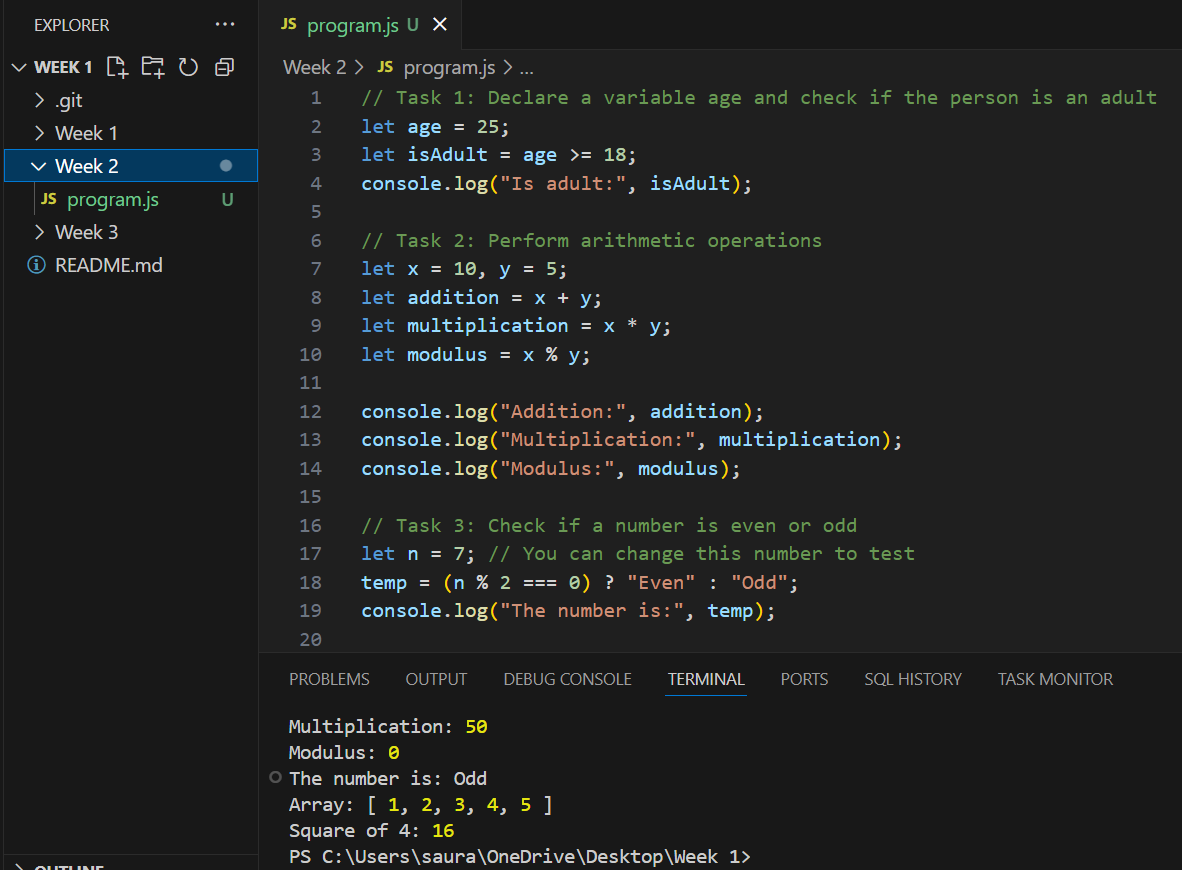 EXPLORER ...
WEEK 1
.git
Week 1
Week 2
JS program.js U
Week 3
README.md
OUTLINE
JS program.js U
Week 2 > JS program.js > ...
1 // Task 1: Declare a variable age and check if the person is an adult
2 let age = 25;
3 let isAdult = age >= 18;
4 console.log("Is adult:", isAdult);
5
6 // Task 2: Perform arithmetic operations
7 let x = 10, y = 5;
8 let addition = x + y;
9 let multiplication = x * y;
10 let modulus = x % y;
11
12 console.log("Addition:", addition);
13 console.log("Multiplication:", multiplication);
14 console.log("Modulus:", modulus);
15
16 // Task 3: Check if a number is even or odd
17 let n = 7; // You can change this number to test
18 temp = (n % 2 === 0) ? "Even" : "Odd";
19 console.log("The number is:", temp);
20
PROBLEMS OUTPUT DEBUG CONSOLE TERMINAL PORTS SQL HISTORY TASK MONITOR
Multiplication: 50
Modulus: 0
The number is: Odd
Array: [ 1, 2, 3, 4, 5 ]
Square of 4: 16
PS C:\Users\saura\OneDrive\Desktop\Week 1>